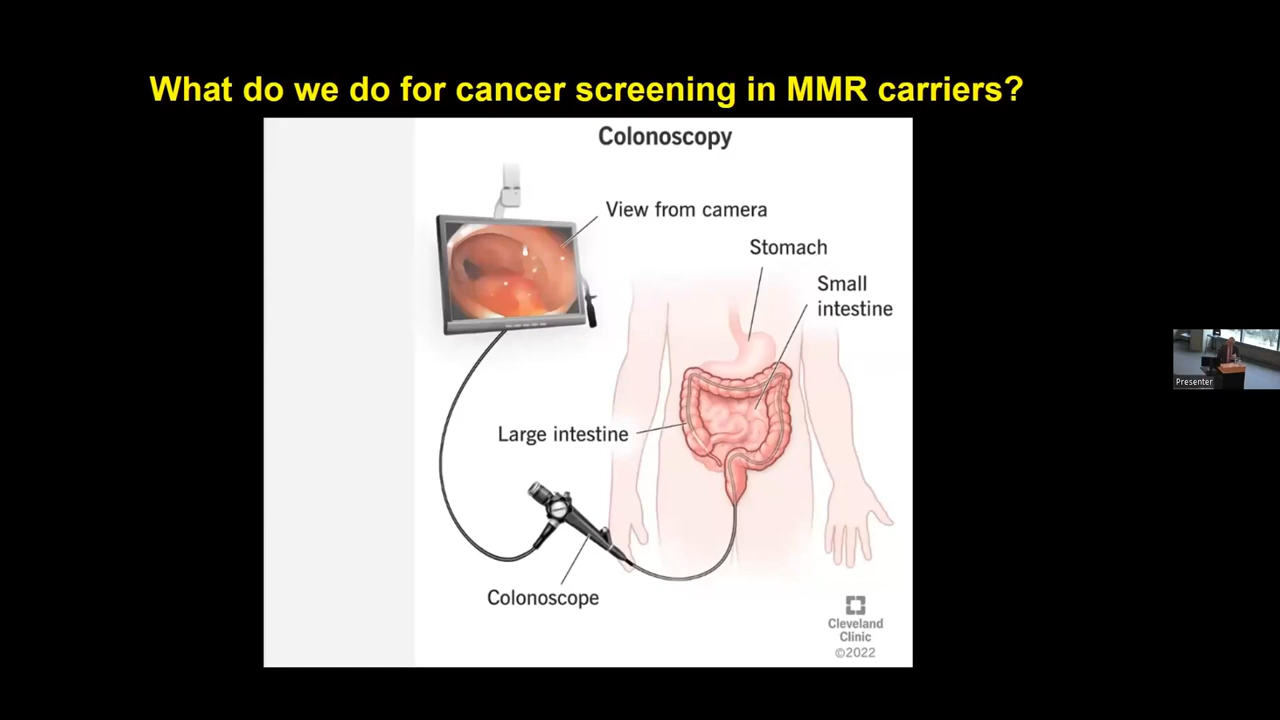 What do we do for cancer screening in MMR carriers?
Colonoscopy
View from camera
Stomach
Small
intestine
Large intestine
Colonoscope
Cleveland
Clinic
©2022
Presenter